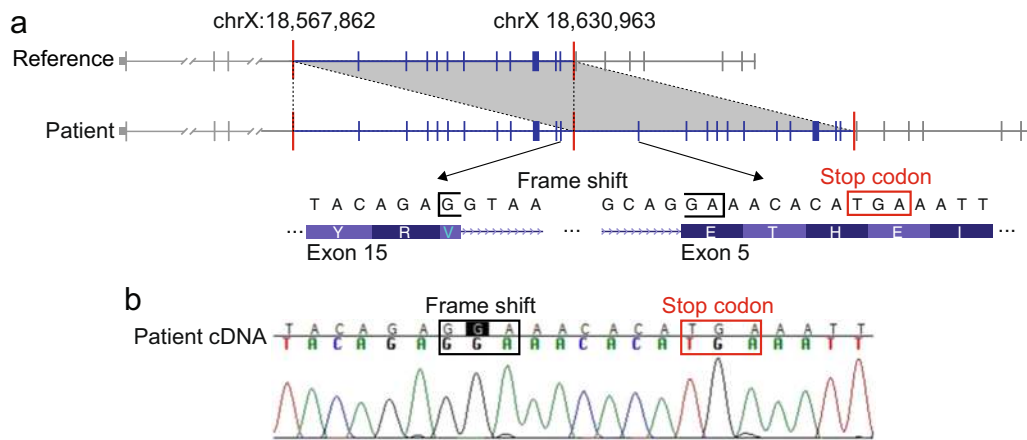 a
chrX:18,567,862 chrX 18,630,963
Reference
Patient
Frame shift Stop codon
T A C A G A G G T A A G C A G G A A A C A C A T G A A A T T
... Y R V ... E T H E I ...
Exon 15 Exon 5
b
Frame shift Stop codon
Patient cDNA
T A C A G A G G A A A C A C A T G A A A T T
T A C A G A G G A A A C A C A T G A A A T T